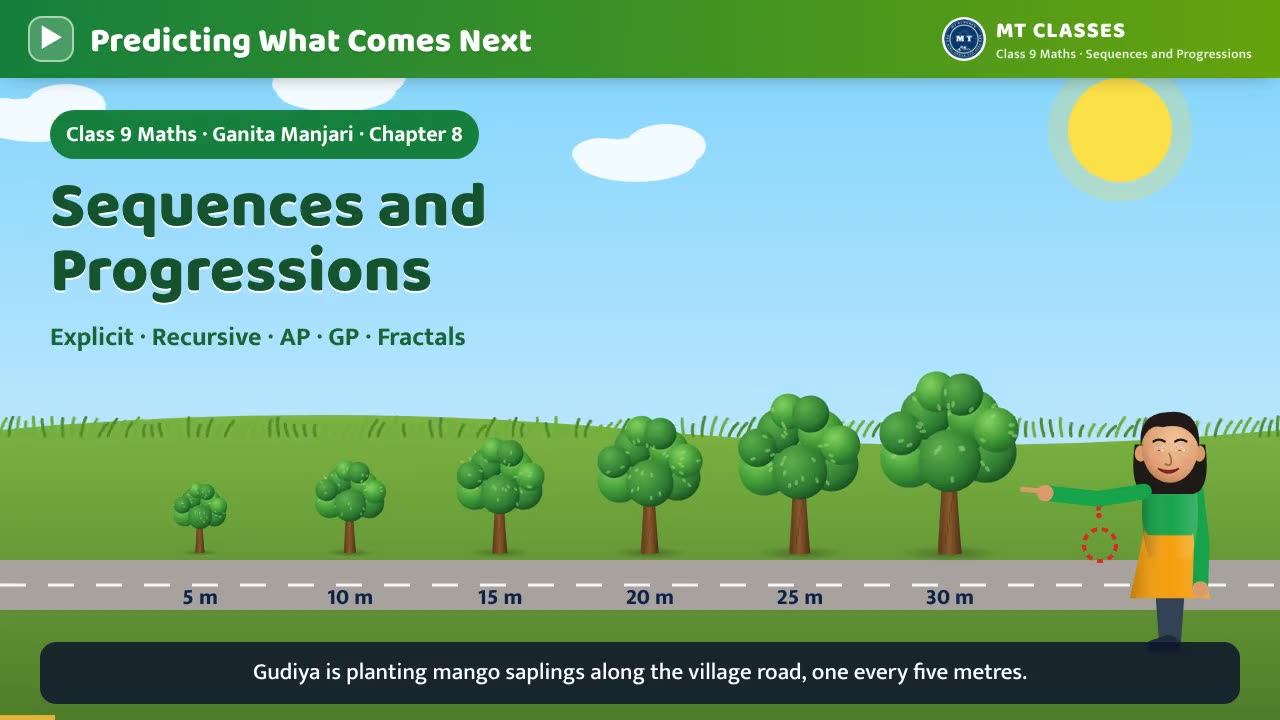 Predicting What Comes Next
MT
MT CLASSES
Class 9 Maths · Sequences and Progressions
Class 9 Maths · Ganita Manjari · Chapter 8
Sequences and
Progressions
Explicit · Recursive · AP · GP · Fractals
5 m
10 m
15 m
20 m
25 m
30 m
Gudiya is planting mango saplings along the village road, one every five metres.